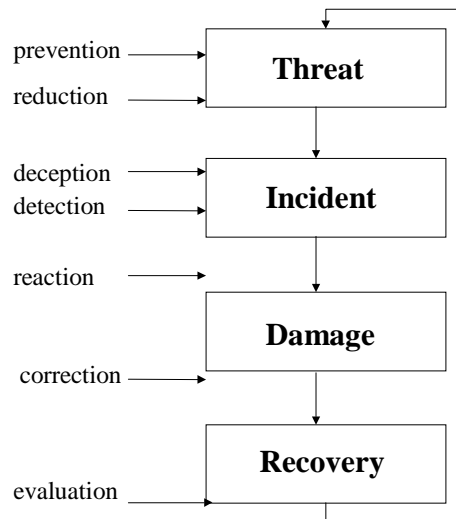 prevention
Threat
reduction
deception
Incident
detection
reaction
Damage
correction
Recovery
evaluation